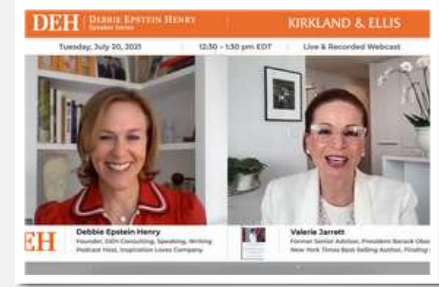 DEH
DEBBIE EPSTEIN HENRY
Speaker Series
KIRKLAND & ELLIS
Tuesday, July 20, 2021
12:30 - 1:30 pm EDT
Live & Recorded Webcast
EH
Debbie Epstein Henry
Founder, DEH Consulting, Speaking, Writing
Podcast Host, Inspiration Loves Company
Valerie Jarrett
Former Senior Advisor, President Barack Oba
New York Times Best Selling Author, Finding